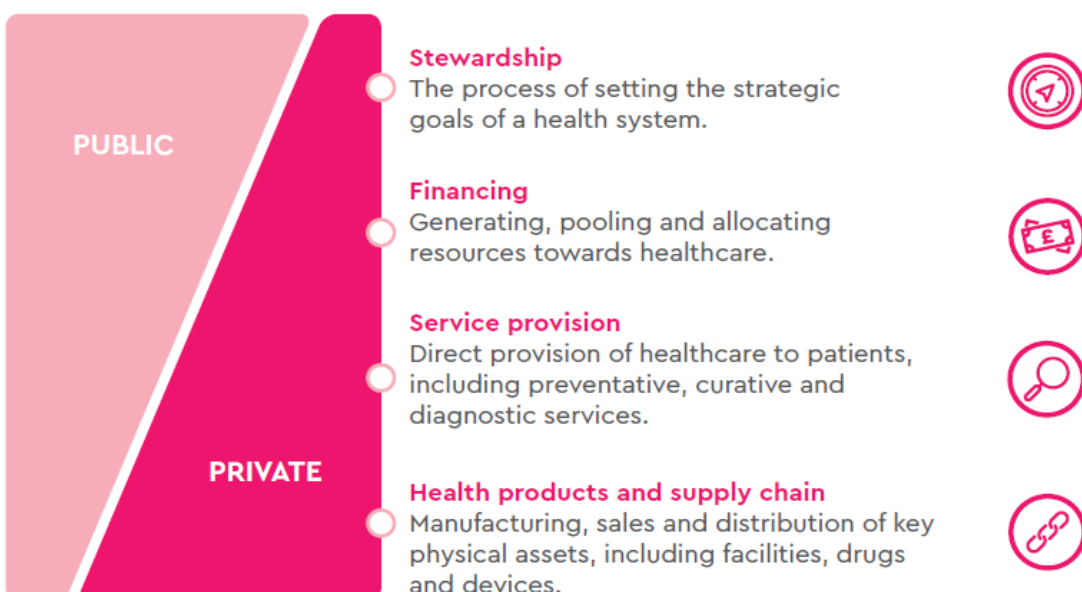 PUBLIC
PRIVATE
Stewardship
The process of setting the strategic
goals of a health system.
Financing
Generating, pooling and allocating
resources towards healthcare.
£
Service provision
Direct provision of healthcare to patients,
including preventative, curative and
diagnostic services.
Health products and supply chain
Manufacturing, sales and distribution of key
physical assets, including facilities, drugs
and devices.